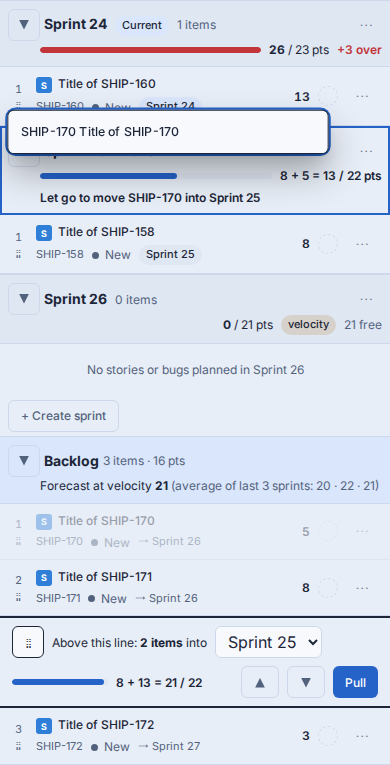 ▼ Sprint 24 Current 1 items ...
26 / 23 pts +3 over
1 S Title of SHIP-160
SHIP-160 New Sprint 24 13 ...
SHIP-170 Title of SHIP-170
8 + 5 = 13 / 22 pts
Let go to move SHIP-170 into Sprint 25
1 S Title of SHIP-158
SHIP-158 New Sprint 25 8 ...
▼ Sprint 26 0 items ...
0 / 21 pts velocity 21 free
No stories or bugs planned in Sprint 26
+ Create sprint
▼ Backlog 3 items · 16 pts
Forecast at velocity 21 (average of last 3 sprints: 20 · 22 · 21)
1 S Title of SHIP-170
SHIP-170 New → Sprint 26 5 ...
2 S Title of SHIP-171
SHIP-171 New → Sprint 26 8 ...
Above this line: 2 items into Sprint 25
8 + 13 = 21 / 22 ▲ ▼ Pull
3 S Title of SHIP-172
SHIP-172 New → Sprint 27 3 ...